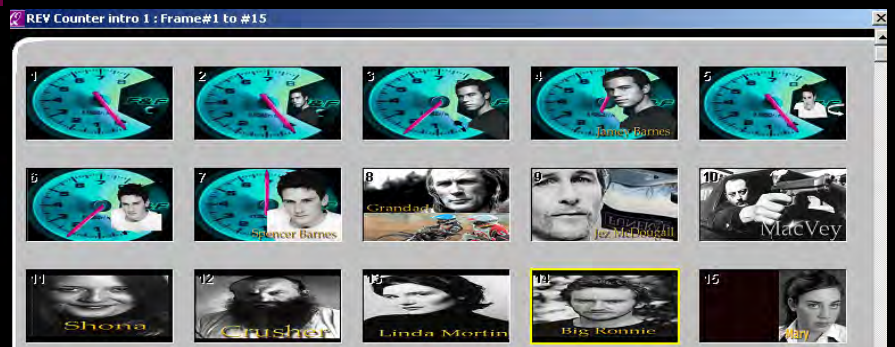 REV Counter intro 1 : Frame#1 to #15
1
2
3
4
James Barnes
5
6
7
Spencer Barnes
8
Grandad
9
Jez McDougall
10
MacVey
11
Shona
12
Crusher
13
Linda Mortin
14
Big Ronnie
15
Mary